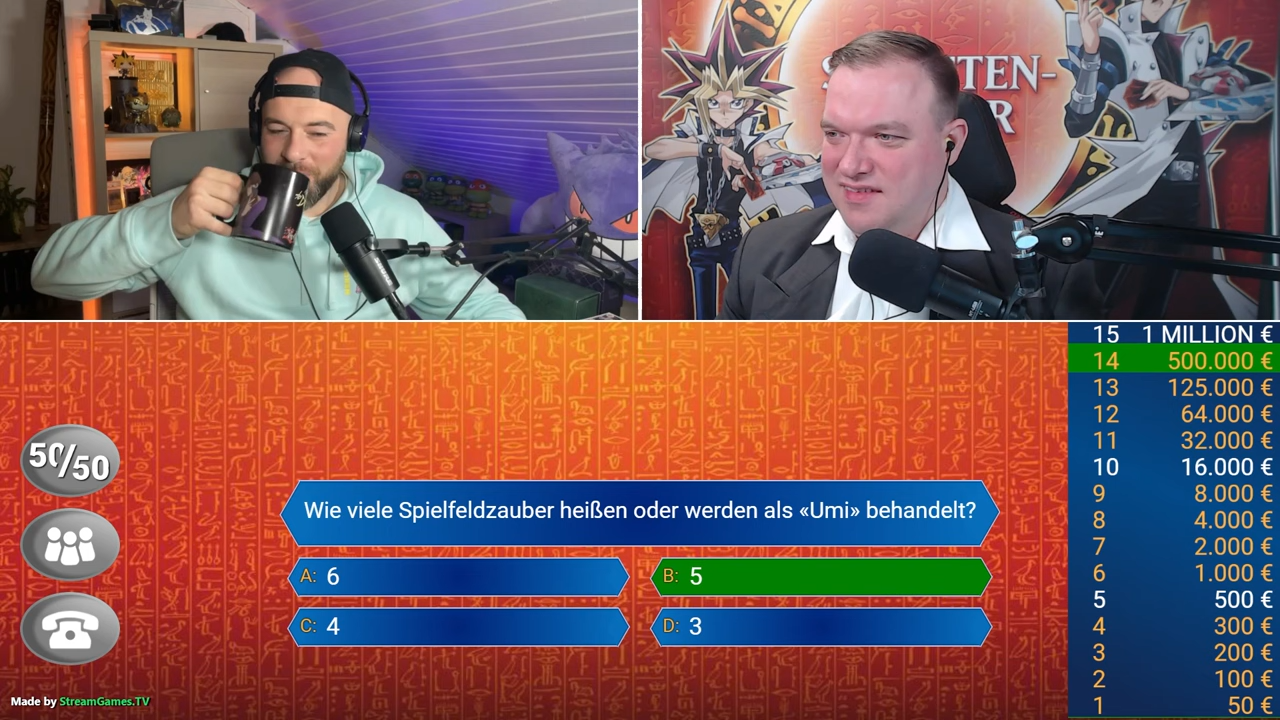 50/50
Wie viele Spielfeldzauber heißen oder werden als «Umi» behandelt?
A: 6
B: 5
C: 4
D: 3
Made by StreamGames.TV
15 1 MILLION €
14 500.000 €
13 125.000 €
12 64.000 €
11 32.000 €
10 16.000 €
9 8.000 €
8 4.000 €
7 2.000 €
6 1.000 €
5 500 €
4 300 €
3 200 €
2 100 €
1 50 €